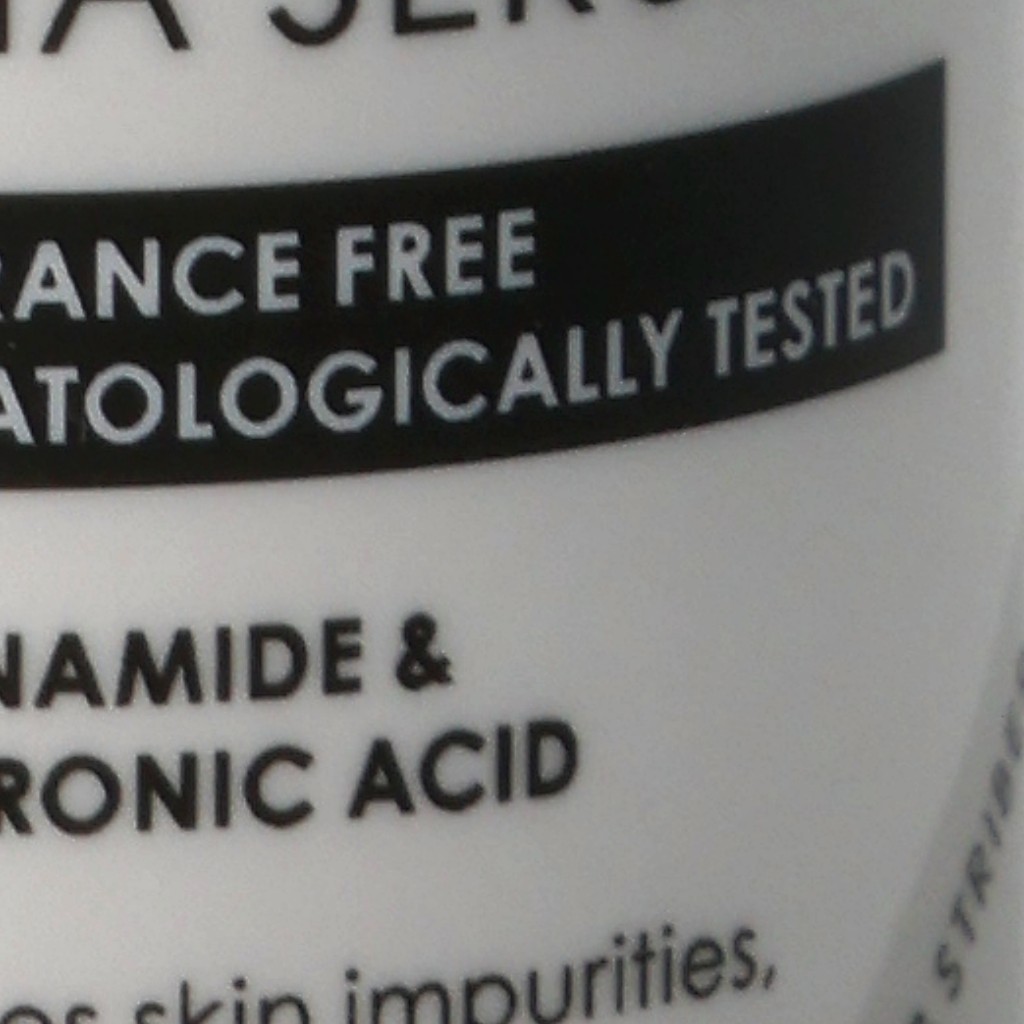 RANCE FREE
ATOLOGICALLY TESTED
NAMIDE &
RONIC ACID
skin impurities,